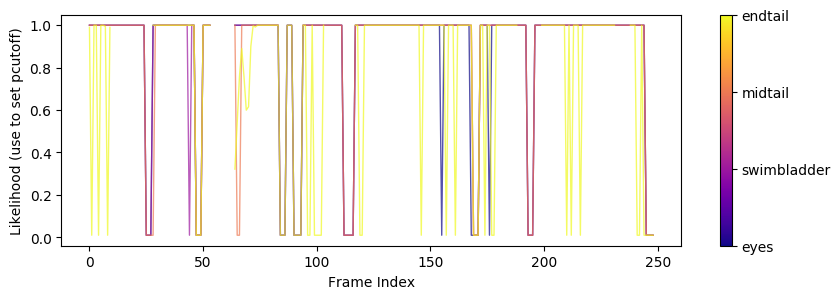 Likelihood (use to set pcutoff)
1.0
0.8
0.6
0.4
0.2
0.0
0
50
100
150
200
250
Frame Index
endtail
midtail
swimbladder
eyes